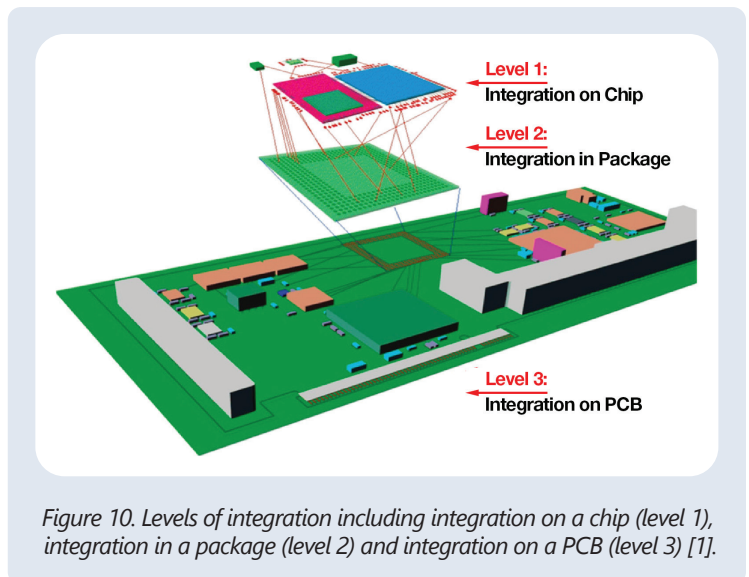 Level 1:
Integration on Chip
Level 2:
Integration in Package
Level 3:
Integration on PCB
Figure 10. Levels of integration including integration on a chip (level 1),
integration in a package (level 2) and integration on a PCB (level 3) [1].